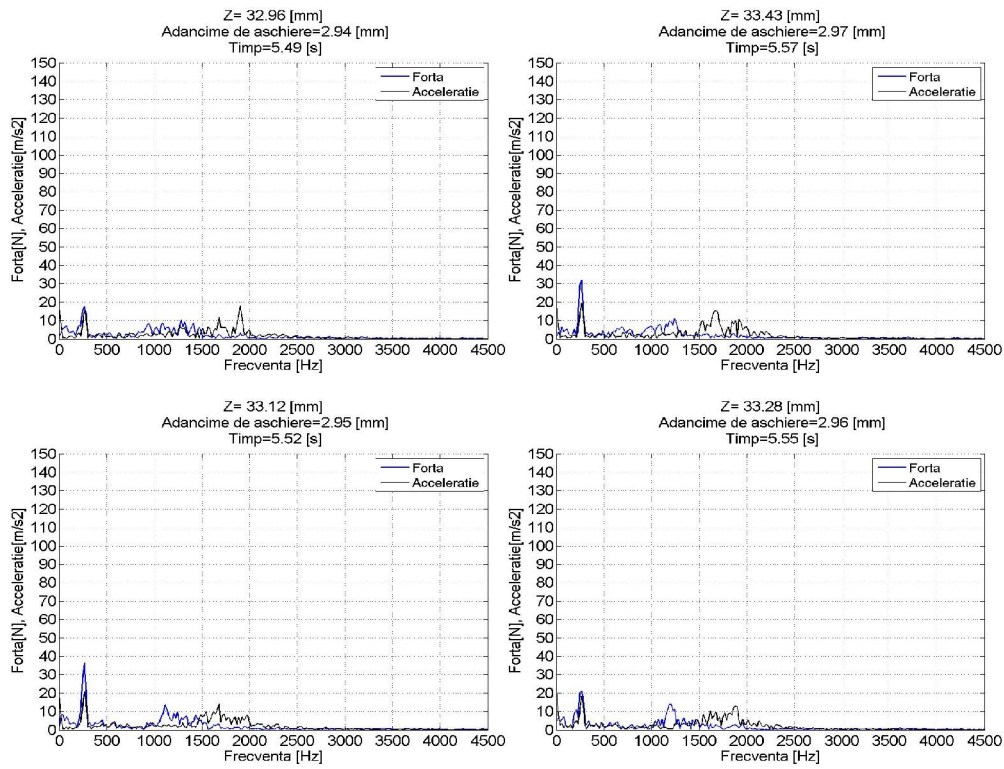 Z= 32.96 [mm]
Adancime de aschiere=2.94 [mm]
Timp=5.49 [s]
150
140
130
120
110
100
90
80
70
60
50
40
30
20
10
0
Forta[N], Acceleratie[m/s2]
Forta
Acceleratie
0 500 1000 1500 2000 2500 3000 3500 4000 4500
Frecventa [Hz]
Z= 33.43 [mm]
Adancime de aschiere=2.97 [mm]
Timp=5.57 [s]
150
140
130
120
110
100
90
80
70
60
50
40
30
20
10
0
Forta[N], Acceleratie[m/s2]
Forta
Acceleratie
0 500 1000 1500 2000 2500 3000 3500 4000 4500
Frecventa [Hz]
Z= 33.12 [mm]
Adancime de aschiere=2.95 [mm]
Timp=5.52 [s]
150
140
130
120
110
100
90
80
70
60
50
40
30
20
10
0
Forta[N], Acceleratie[m/s2]
Forta
Acceleratie
0 500 1000 1500 2000 2500 3000 3500 4000 4500
Frecventa [Hz]
Z= 33.28 [mm]
Adancime de aschiere=2.96 [mm]
Timp=5.55 [s]
150
140
130
120
110
100
90
80
70
60
50
40
30
20
10
0
Forta[N], Acceleratie[m/s2]
Forta
Acceleratie
0 500 1000 1500 2000 2500 3000 3500 4000 4500
Frecventa [Hz]